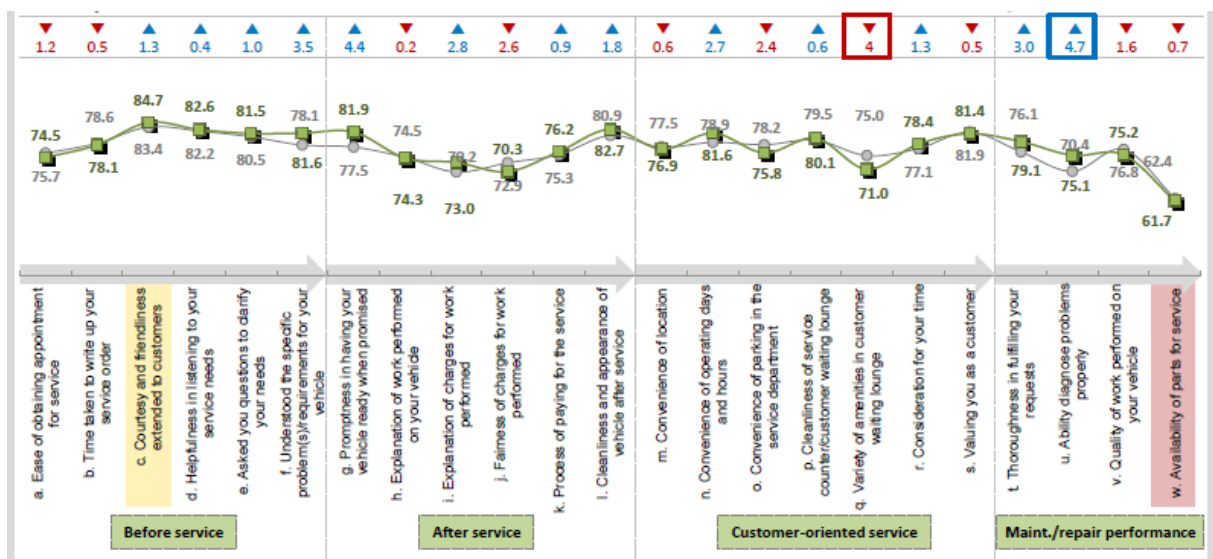 1.2 0.5 1.3 0.4 1.0 3.5 4.4 0.2 2.8 2.6 0.9 1.8 0.6 2.7 2.4 0.6 4 1.3 0.5 3.0 4.7 1.6 0.7
74.5 78.6 84.7 82.6 81.5 78.1 81.9 74.5 70.2 70.3 76.2 80.9 77.5 78.9 78.2 79.5 75.0 78.4 81.4 76.1 70.4 75.2 62.4
75.7 78.1 83.4 82.2 80.5 81.6 77.5 74.3 73.0 72.9 75.3 82.7 76.9 81.6 75.8 80.1 71.0 77.1 81.9 79.1 75.1 76.8 61.7
a. Ease of obtaining appointment
for service
b. Time taken to write up your
service order
c. Courtesy and friendliness
extended to customers
d. Helpfulness in listening to your
service needs
e. Asked you questions to clarify
your needs
f. Understood the specific
problem(s)/requirements for your
vehicle
g. Promptness in having your
vehicle ready when promised
h. Explanation of work performed
on your vehicle
i. Explanation of charges for work
performed
j. Fairness of charges for work
performed
k. Process of paying for the service
l. Cleanliness and appearance of
vehicle after service
m. Convenience of location
n. Convenience of operating days
and hours
o. Convenience of parking in the
service department
p. Cleanliness of service
counter/customer waiting lounge
q. Variety of amenities in customer
waiting lounge
r. Consideration for your time
s. Valuing you as a customer
t. Thoroughness in fulfilling your
requests
u. Ability diagnose problems
properly
v. Quality of work performed on
your vehicle
w. Availability of parts for service
Before service
After service
Customer-oriented service
Maint./repair performance